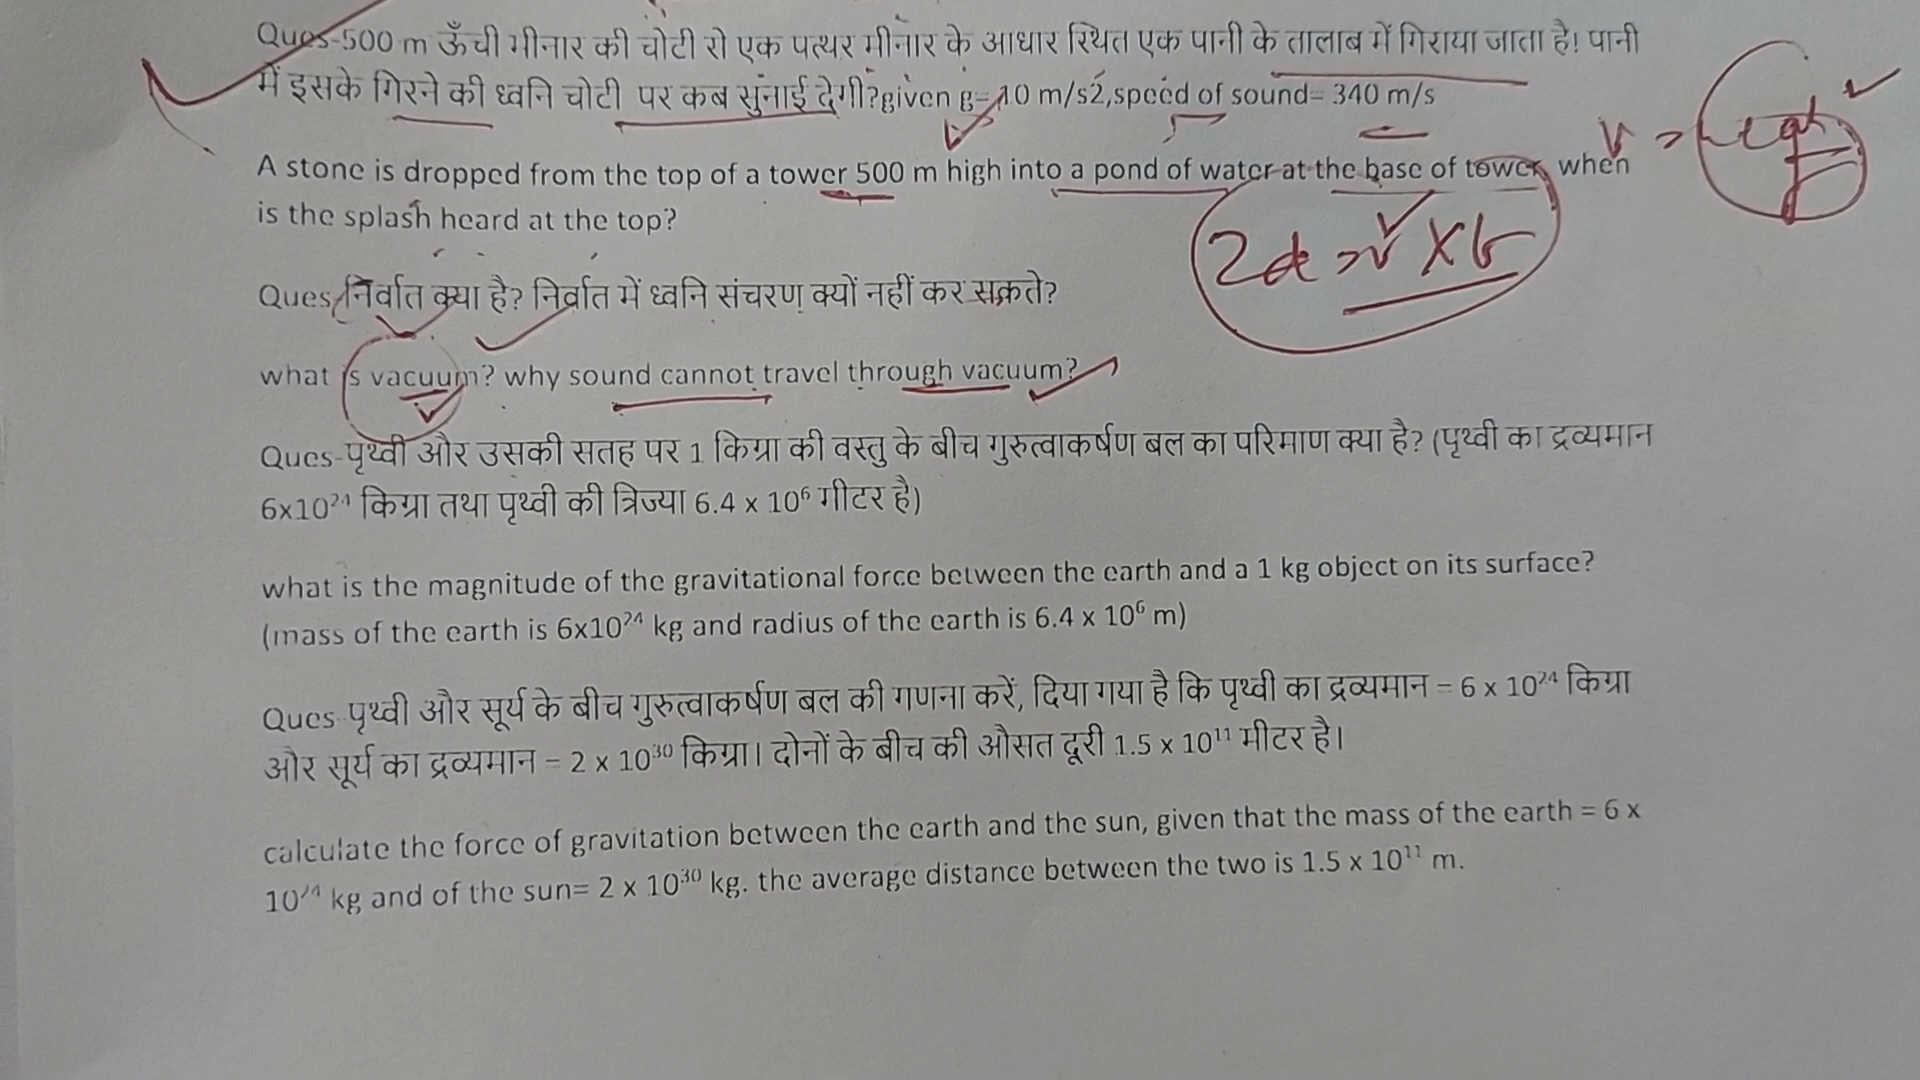 Ques-500 m ऊँची मीनार की चोटी से एक पत्थर मीनार के आधार स्थित एक पानी के तालाब में गिराया जाता है! पानी
में इसके गिरने की ध्वनि चोटी पर कब सुनाई देगी?given g= 10 m/s2,speed of sound= 340 m/s
A stone is dropped from the top of a tower 500 m high into a pond of water at the base of tower, when
is the splash heard at the top?
2d = v x t
Ques निर्वात क्या है? निर्वात में ध्वनि संचरण क्यों नहीं कर सकते?
what is vacuum? why sound cannot travel through vacuum?
Ques-पृथ्वी और उसकी सतह पर 1 किग्रा की वस्तु के बीच गुरुत्वाकर्षण बल का परिमाण क्या है? (पृथ्वी का द्रव्यमान
6x10²⁴ किग्रा तथा पृथ्वी की त्रिज्या 6.4 x 10⁶ मीटर है)
what is the magnitude of the gravitational force between the earth and a 1 kg object on its surface?
(mass of the earth is 6x10²⁴ kg and radius of the earth is 6.4 x 10⁶ m)
Ques-पृथ्वी और सूर्य के बीच गुरुत्वाकर्षण बल की गणना करें, दिया गया है कि पृथ्वी का द्रव्यमान = 6 x 10²⁴ किग्रा
और सूर्य का द्रव्यमान = 2 x 10³⁰ किग्रा। दोनों के बीच की औसत दूरी 1.5 x 10¹¹ मीटर है।
calculate the force of gravitation between the earth and the sun, given that the mass of the earth = 6 x
10²⁴ kg and of the sun= 2 x 10³⁰ kg. the average distance between the two is 1.5 x 10¹¹ m.